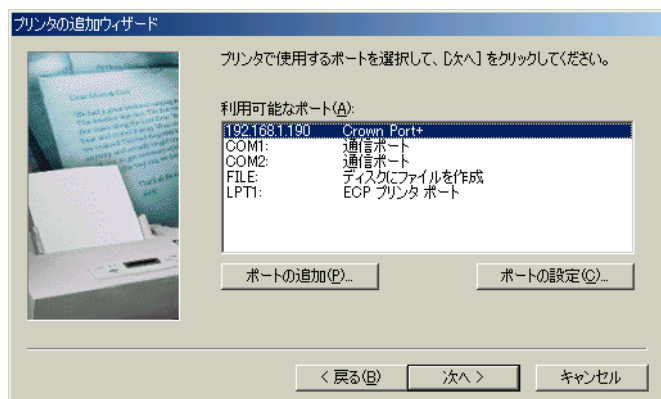 プリンタの追加ウィザード
プリンタで使用するポートを選択して、[次へ] をクリックしてください。
利用可能なポート(A):
192.168.1.190 Crown Port+
COM1: 通信ポート
COM2: 通信ポート
FILE: ディスクにファイルを作成
LPT1: ECP プリンタ ポート
ポートの追加(P)... ポートの設定(C)...
< 戻る(B) 次へ > キャンセル